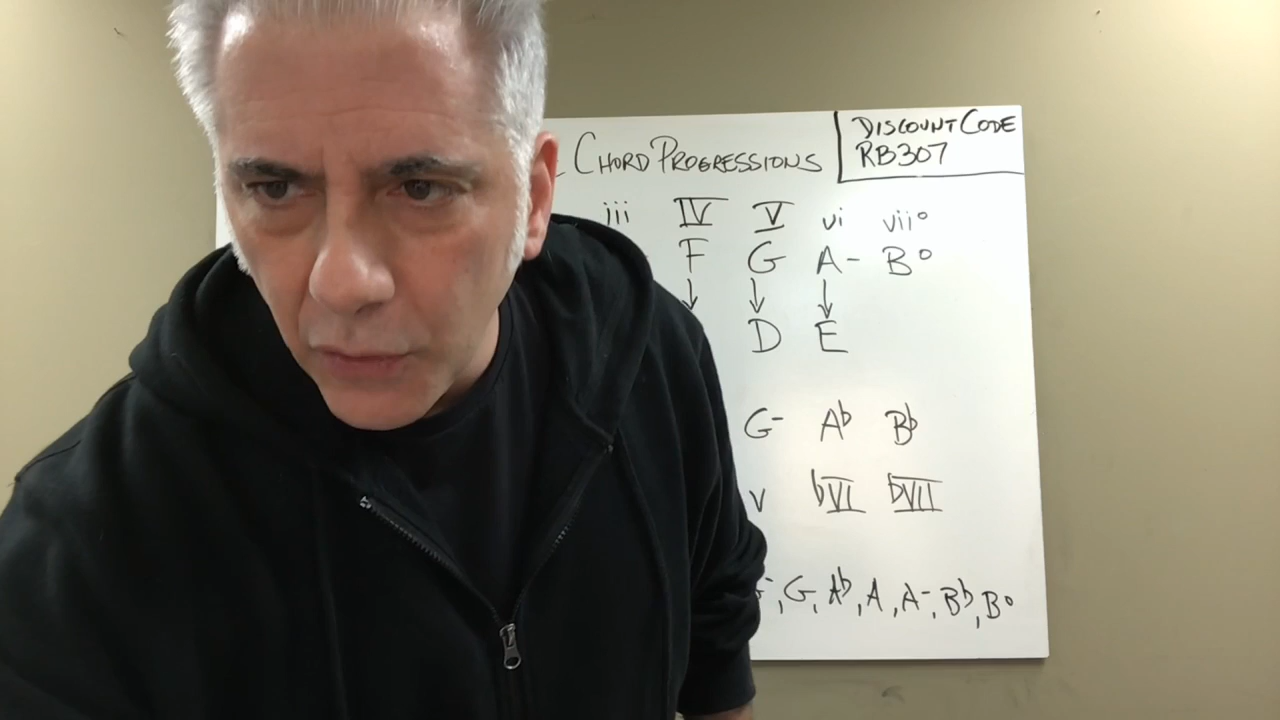 CHORD PROGRESSIONS
DISCOUNT CODE
RB307
iii IV V vi vii°
F G A- B°
↓ ↓ ↓
D E
G- A♭ B♭
v ♭VI ♭VII
, G, A♭, A, A-, B♭, B°